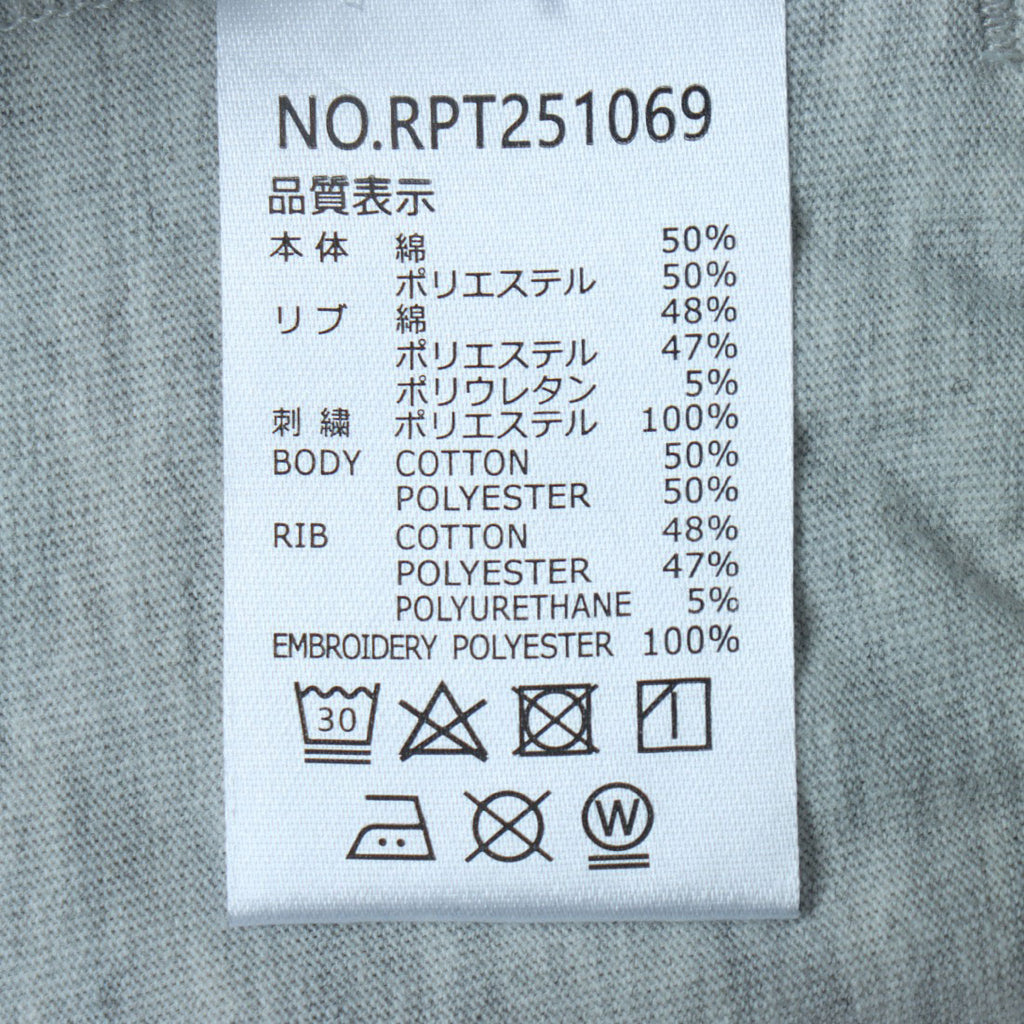 NO.RPT251069
品質表示
本体 綿 50%
ポリエステル 50%
リブ 綿 48%
ポリエステル 47%
ポリウレタン 5%
刺繍 ポリエステル 100%
BODY COTTON 50%
POLYESTER 50%
RIB COTTON 48%
POLYESTER 47%
POLYURETHANE 5%
EMBROIDERY POLYESTER 100%
30
W